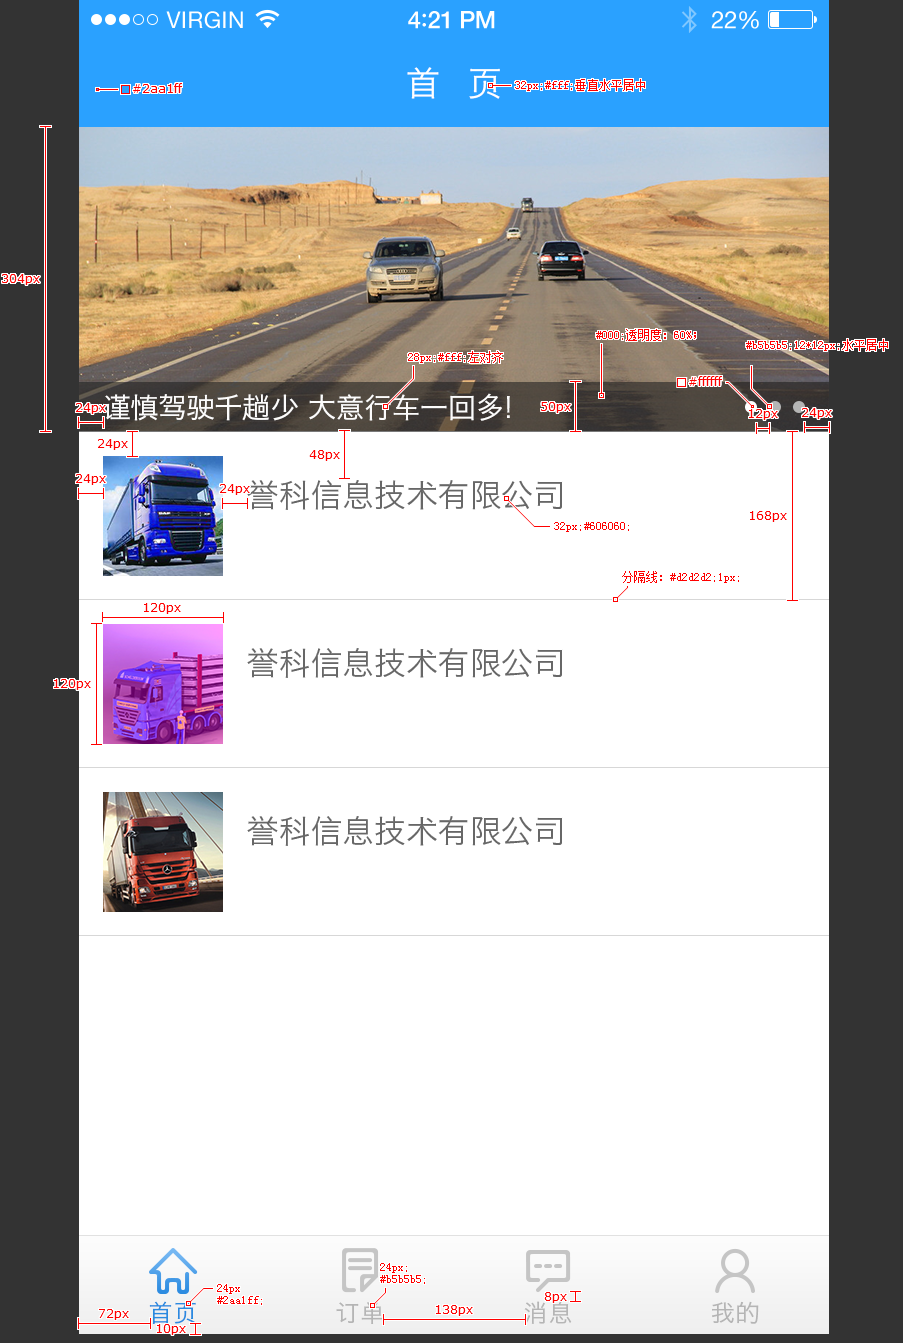 VIRGIN
4:21 PM
22%
首 页
32px;#fff;垂直水平居中
#2aa1ff
304px
#000;透明度：60%;
#b5b5b5;12*12px;水平居中
28px;#fff;左对齐
#ffffff
24px
谨慎驾驶千趟少 大意行车一回多!
50px
12px
24px
24px
48px
24px
24px
誉科信息技术有限公司
168px
32px;#606060;
分隔线：#d2d2d2;1px;
120px
120px
誉科信息技术有限公司
誉科信息技术有限公司
24px;
#b5b5b5;
24px
#2aa1ff;
8px
72px
首页
订单
138px
消息
我的
10px